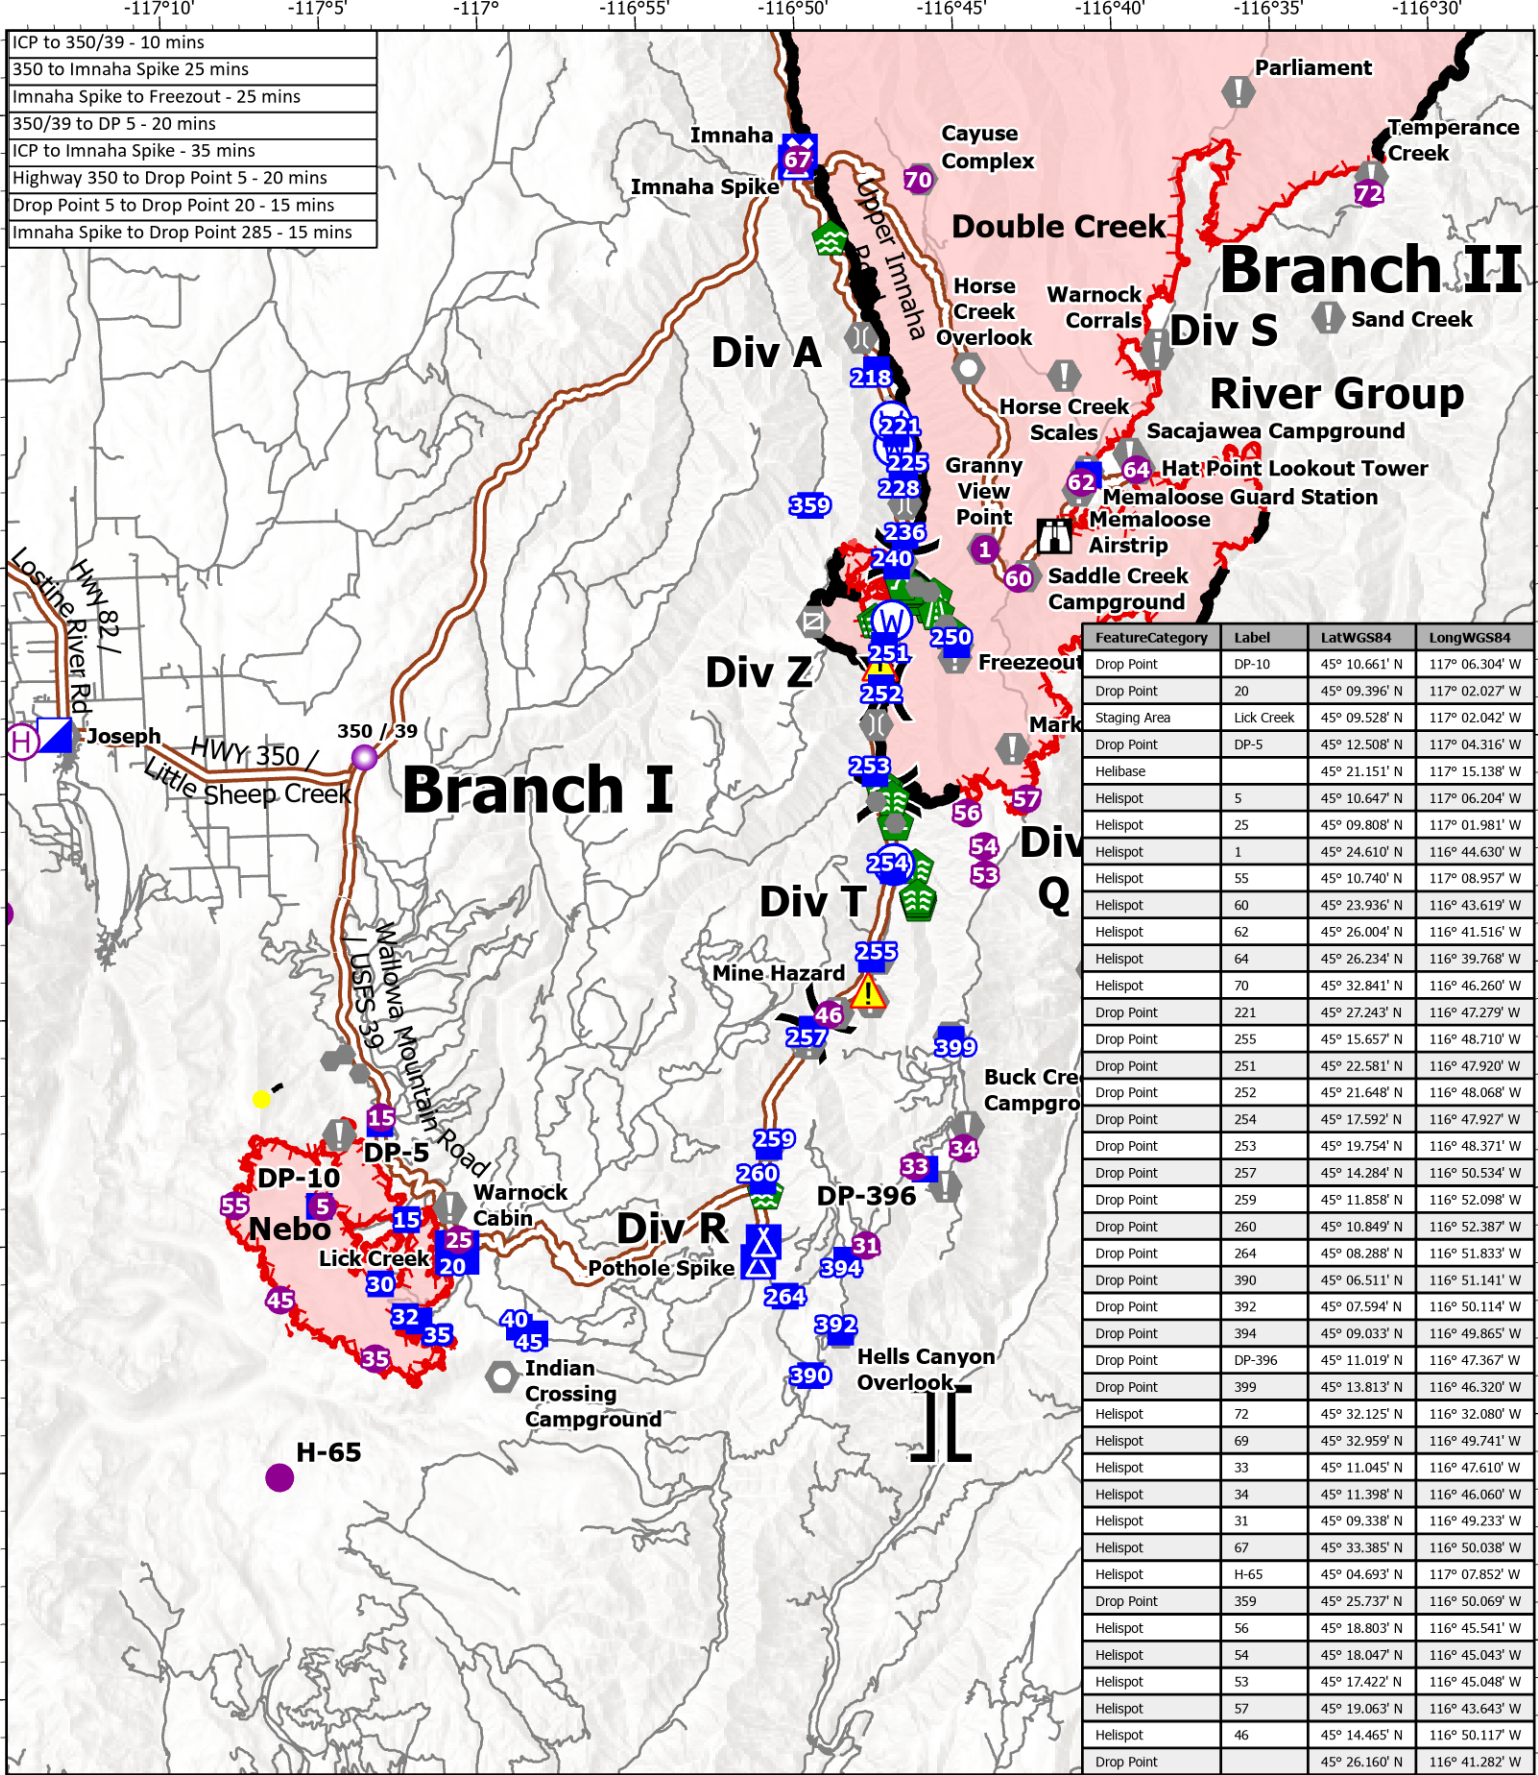 -117°10' -117°5' -117° -116°55' -116°50' -116°45' -116°40' -116°35' -116°30'
ICP to 350/39 - 10 mins
350 to Imnaha Spike 25 mins
Imnaha Spike to Freezout - 25 mins
350/39 to DP 5 - 20 mins
ICP to Imnaha Spike - 35 mins
Highway 350 to Drop Point 5 - 20 mins
Drop Point 5 to Drop Point 20 - 15 mins
Imnaha Spike to Drop Point 285 - 15 mins
Parliament
Temperance
Creek
72
Imnaha
67
Imnaha Spike
Cayuse
Complex
70
Upper Imnaha
Double Creek
Branch II
Horse
Creek
Overlook
Warnock
Corrals
Div S
Sand Creek
Div A
218
River Group
Horse Creek
Scales
Sacajawea Campground
221
225
228
359
236
240
Granny
View
Point
62
64
Hat Point Lookout Tower
Memaloose Guard Station
Memaloose
Airstrip
1
60
Saddle Creek
Campground
W
250
251
Freezeout
Div Z
252
Lostine River Rd
Hwy 82 /
H
Joseph
HWY 350 /
Little Sheep Creek
350 / 39
Branch I
Mark
253
57
56
54
53
Div
Q
254
Div T
255
Mine Hazard
46
257
399
Wallowa Mountain Road
/ USFS 39
Buck Cree
Campgro
15
DP-5
DP-10
55
5
Nebo
15
Warnock
Cabin
25
Lick Creek
20
30
45
32
35
35
40
45
259
260
34
33
DP-396
Div R
31
Pothole Spike
394
264
392
390
Hells Canyon
Overlook
Indian
Crossing
Campground
H-65
FeatureCategory Label LatWGS84 LongWGS84
Drop Point DP-10 45° 10.661' N 117° 06.304' W
Drop Point 20 45° 09.396' N 117° 02.027' W
Staging Area Lick Creek 45° 09.528' N 117° 02.042' W
Drop Point DP-5 45° 12.508' N 117° 04.316' W
Helibase 45° 21.151' N 117° 15.138' W
Helispot 5 45° 10.647' N 117° 06.204' W
Helispot 25 45° 09.808' N 117° 01.981' W
Helispot 1 45° 24.610' N 116° 44.630' W
Helispot 55 45° 10.740' N 117° 08.957' W
Helispot 60 45° 23.936' N 116° 43.619' W
Helispot 62 45° 26.004' N 116° 41.516' W
Helispot 64 45° 26.234' N 116° 39.768' W
Helispot 70 45° 32.841' N 116° 46.260' W
Drop Point 221 45° 27.243' N 116° 47.279' W
Drop Point 255 45° 15.657' N 116° 48.710' W
Drop Point 251 45° 22.581' N 116° 47.920' W
Drop Point 252 45° 21.648' N 116° 48.068' W
Drop Point 254 45° 17.592' N 116° 47.927' W
Drop Point 253 45° 19.754' N 116° 48.371' W
Drop Point 257 45° 14.284' N 116° 50.534' W
Drop Point 259 45° 11.858' N 116° 52.098' W
Drop Point 260 45° 10.849' N 116° 52.387' W
Drop Point 264 45° 08.288' N 116° 51.833' W
Drop Point 390 45° 06.511' N 116° 51.141' W
Drop Point 392 45° 07.594' N 116° 50.114' W
Drop Point 394 45° 09.033' N 116° 49.865' W
Drop Point DP-396 45° 11.019' N 116° 47.367' W
Drop Point 399 45° 13.813' N 116° 46.320' W
Helispot 72 45° 32.125' N 116° 32.080' W
Helispot 69 45° 32.959' N 116° 49.741' W
Helispot 33 45° 11.045' N 116° 47.610' W
Helispot 34 45° 11.398' N 116° 46.060' W
Helispot 31 45° 09.338' N 116° 49.233' W
Helispot 67 45° 33.385' N 116° 50.038' W
Helispot H-65 45° 04.693' N 117° 07.852' W
Drop Point 359 45° 25.737' N 116° 50.069' W
Helispot 56 45° 18.803' N 116° 45.541' W
Helispot 54 45° 18.047' N 116° 45.043' W
Helispot 53 45° 17.422' N 116° 45.048' W
Helispot 57 45° 19.063' N 116° 43.643' W
Helispot 46 45° 14.465' N 116° 50.117' W
Drop Point 45° 26.160' N 116° 41.282' W